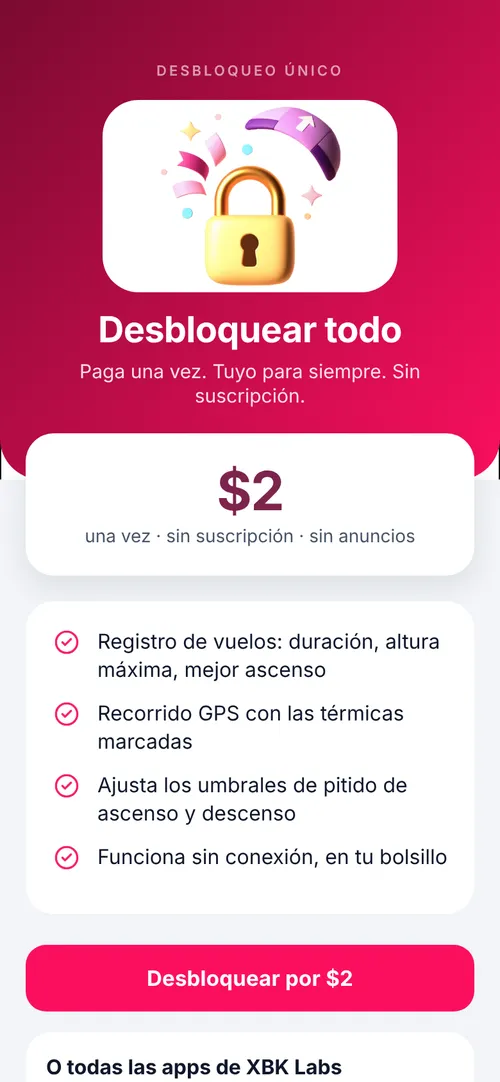 DESBLOQUEO ÚNICO
Desbloquear todo
Paga una vez. Tuyo para siempre. Sin
suscripción.
$2
una vez · sin suscripción · sin anuncios
Registro de vuelos: duración, altura
máxima, mejor ascenso
Recorrido GPS con las térmicas
marcadas
Ajusta los umbrales de pitido de
ascenso y descenso
Funciona sin conexión, en tu bolsillo
Desbloquear por $2
O todas las apps de XBK Labs